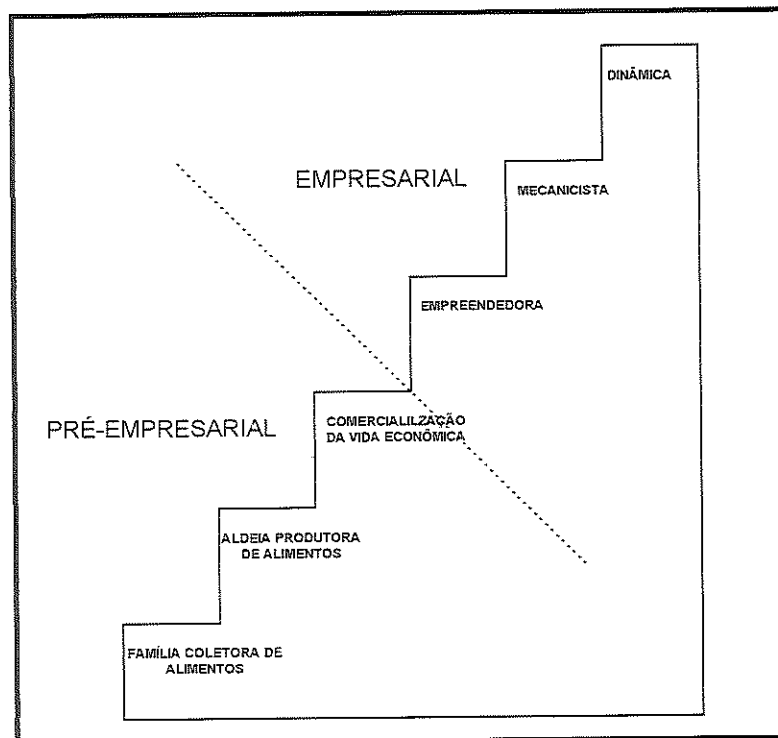 DINÂMICA
EMPRESARIAL
MECANICISTA
EMPREENDEDORA
PRÉ-EMPRESARIAL
COMERCIALILZAÇÃO
DA VIDA ECONÔMICA
ALDEIA PRODUTORA
DE ALIMENTOS
FAMÍLIA COLETORA DE
ALIMENTOS